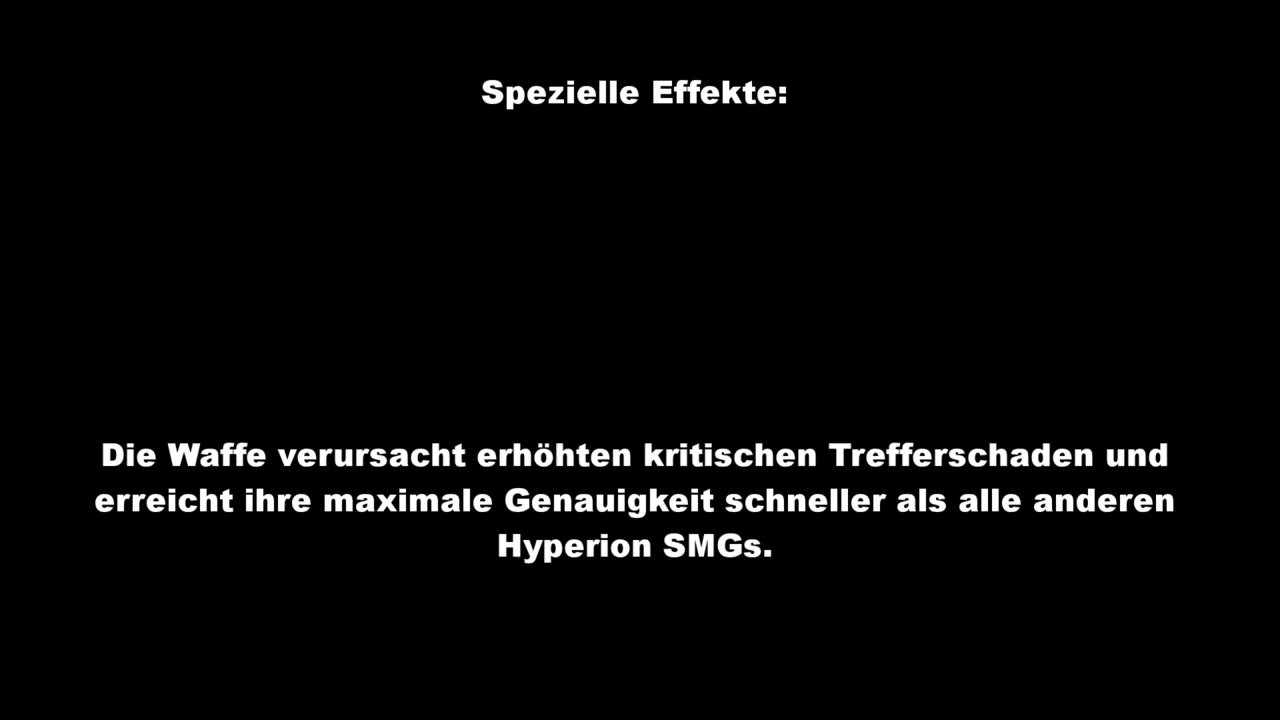 Spezielle Effekte:
Die Waffe verursacht erhöhten kritischen Trefferschaden und
erreicht ihre maximale Genauigkeit schneller als alle anderen
Hyperion SMGs.